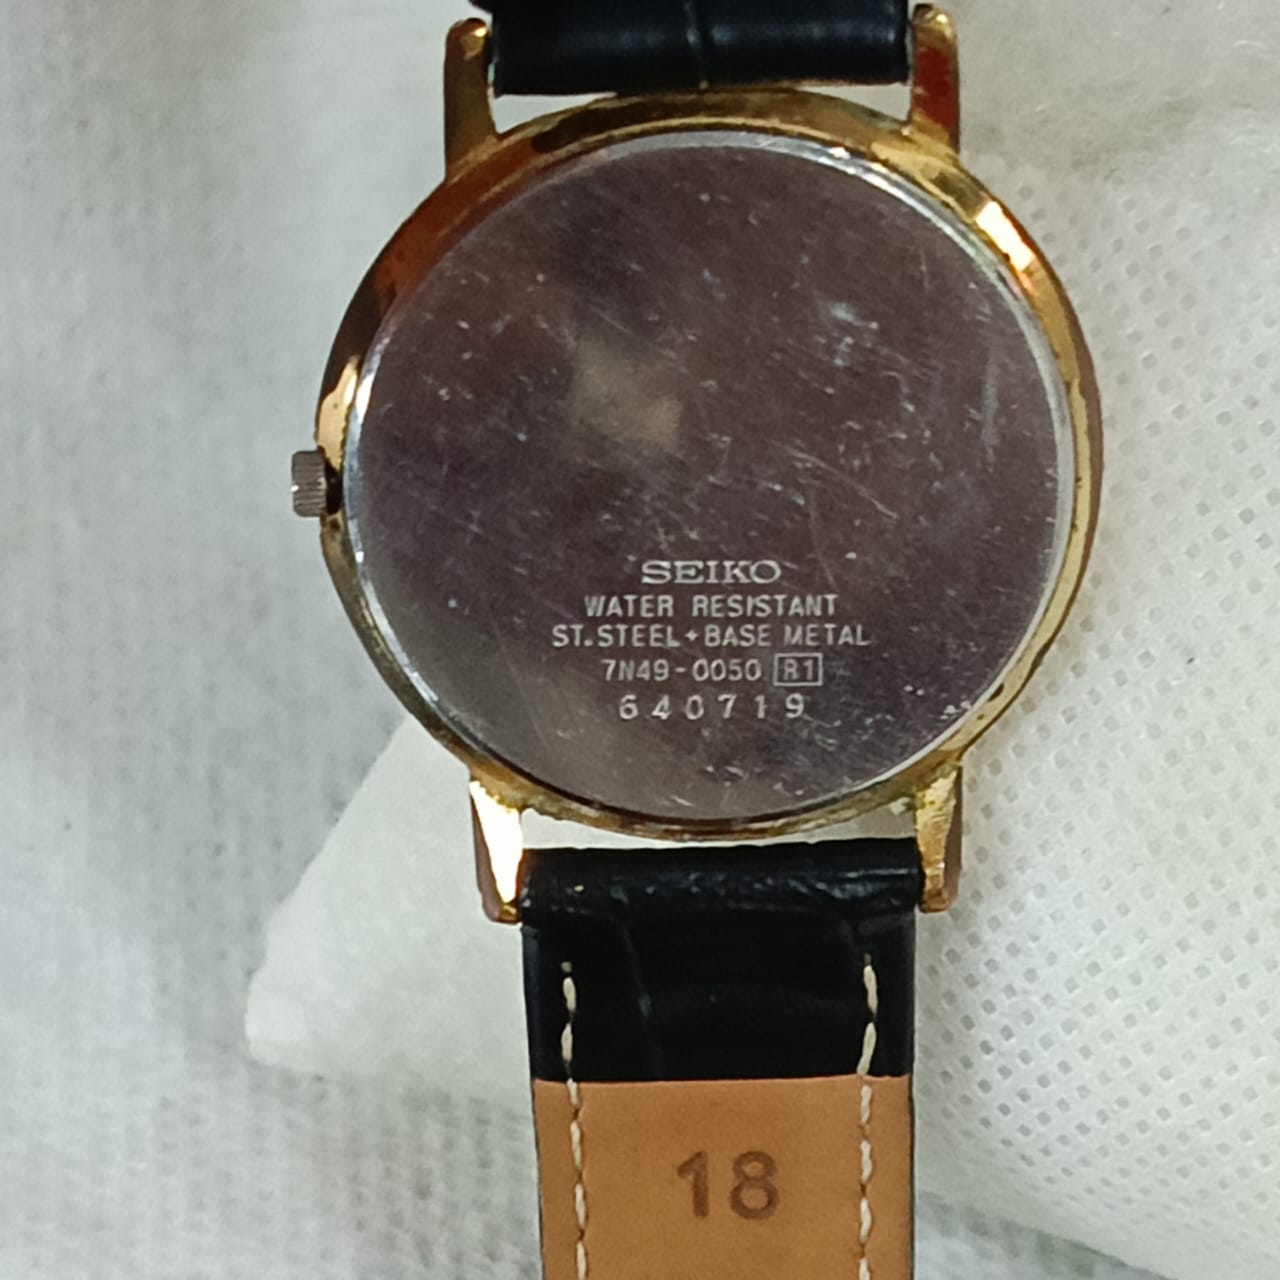 SEIKO
WATER RESISTANT
ST.STEEL+BASE METAL
7N49-0050 R1
640719
18